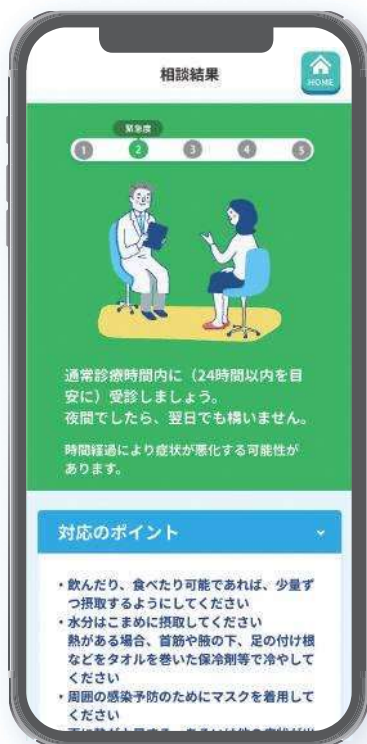 相談結果
HOME
緊急度
1 2 3 4 5
通常診療時間内に（24時間以内を目
安に）受診しましょう。
夜間でしたら、翌日でも構いません。
時間経過により症状が悪化する可能性が
あります。
対応のポイント
・飲んだり、食べたり可能であれば、少量ず
つ摂取するようにしてください
・水分はこまめに摂取してください
熱がある場合、首筋や腋の下、足の付け根
などをタオルを巻いた保冷剤等で冷やして
ください
・周囲の感染予防のためにマスクを着用して
ください